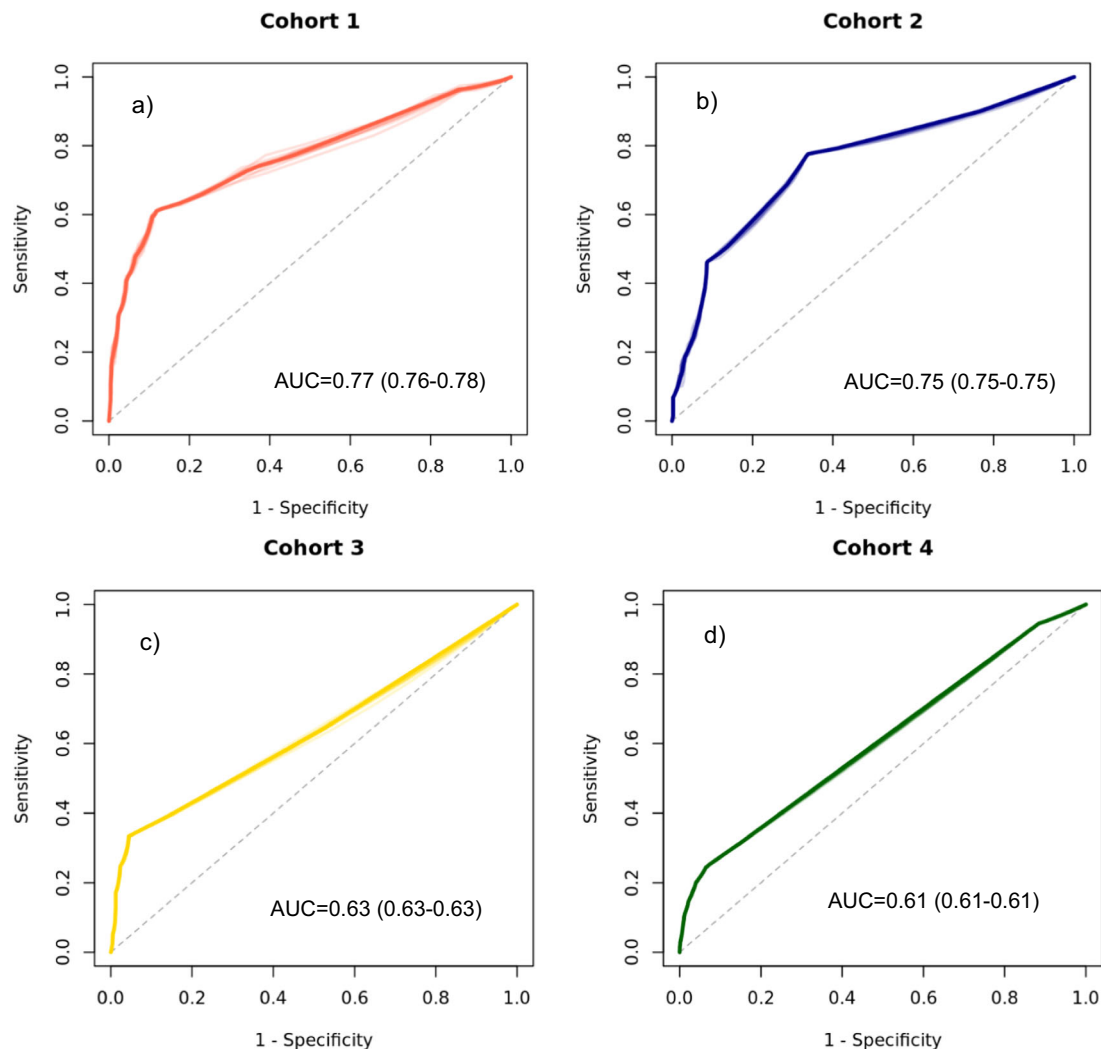 Cohort 1
a)
Sensitivity
0.0 0.2 0.4 0.6 0.8 1.0
AUC=0.77 (0.76-0.78)
0.0 0.2 0.4 0.6 0.8 1.0
1 - Specificity
Cohort 2
b)
Sensitivity
0.0 0.2 0.4 0.6 0.8 1.0
AUC=0.75 (0.75-0.75)
0.0 0.2 0.4 0.6 0.8 1.0
1 - Specificity
Cohort 3
c)
Sensitivity
0.0 0.2 0.4 0.6 0.8 1.0
AUC=0.63 (0.63-0.63)
0.0 0.2 0.4 0.6 0.8 1.0
1 - Specificity
Cohort 4
d)
Sensitivity
0.0 0.2 0.4 0.6 0.8 1.0
AUC=0.61 (0.61-0.61)
0.0 0.2 0.4 0.6 0.8 1.0
1 - Specificity